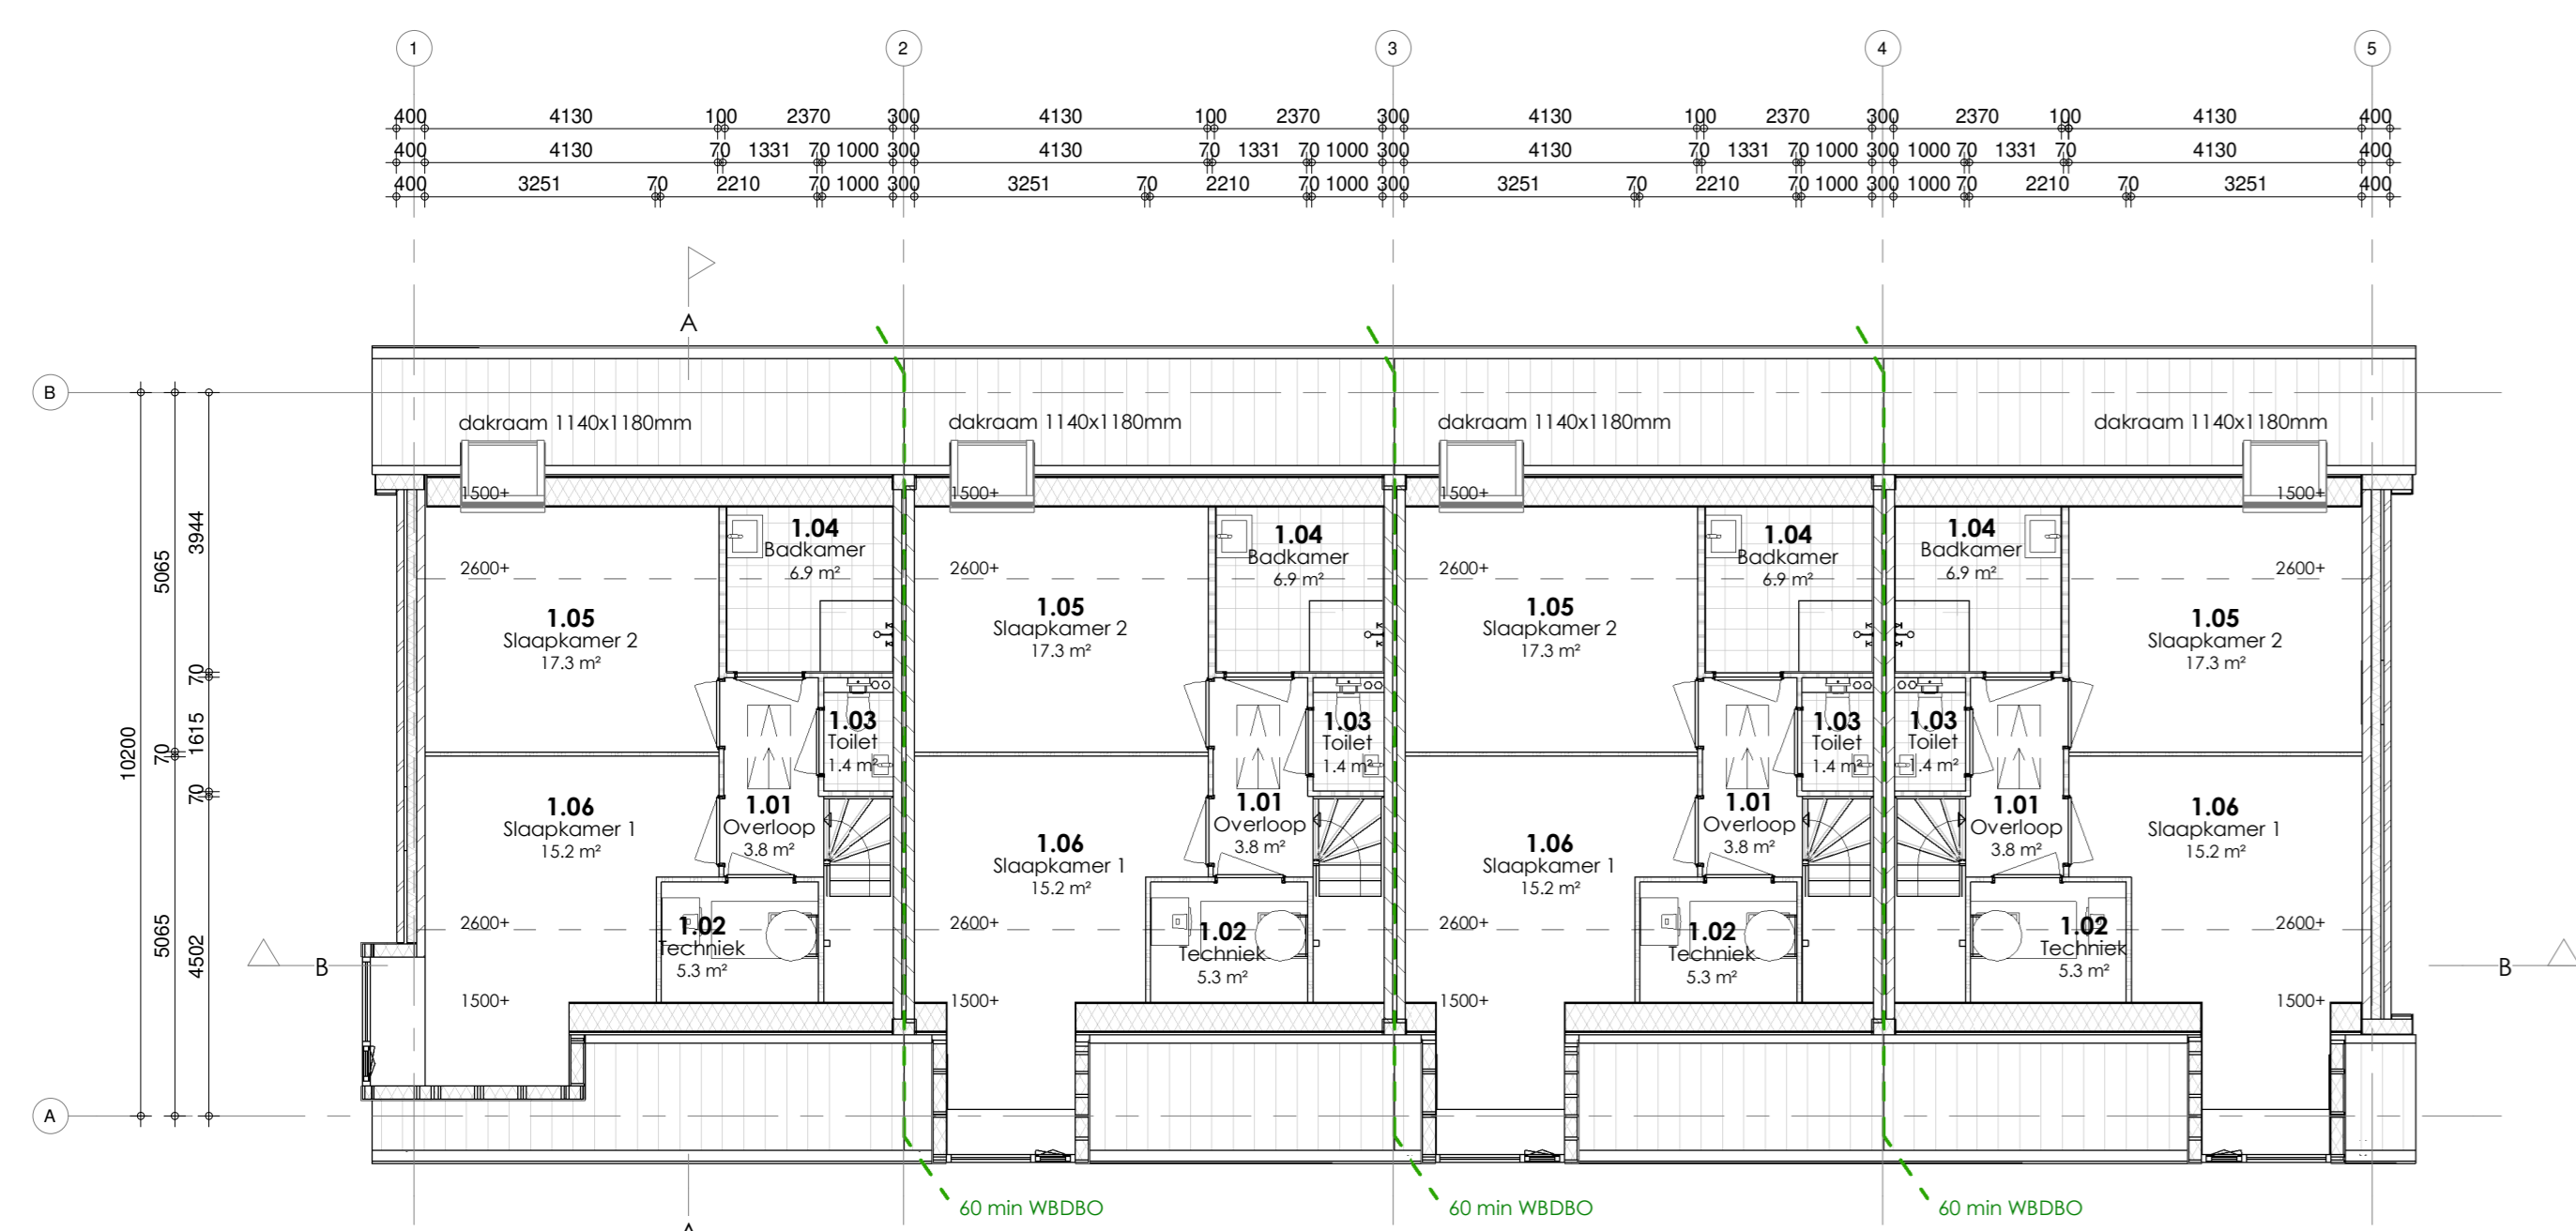 1 2 3 4 5
400 4130 100 2370 300 4130 100 2370 300 4130 100 2370 300 2370 100 4130 400
400 4130 70 1331 70 1000 300 4130 70 1331 70 1000 300 4130 70 1331 70 1000 300 1000 70 1331 70 4130 400
400 3251 70 2210 70 1000 300 3251 70 2210 70 1000 300 3251 70 2210 70 1000 300 1000 70 2210 70 3251 400
A
B
dakraam 1140x1180mm dakraam 1140x1180mm dakraam 1140x1180mm dakraam 1140x1180mm
1500+ 1500+ 1500+ 1500+
10200
5065 70 5065
3944 70 1615 70 4502
2600+ 2600+ 2600+ 2600+
1.04
Badkamer
6.9 m²
1.04
Badkamer
6.9 m²
1.04
Badkamer
6.9 m²
1.04
Badkamer
6.9 m²
1.05
Slaapkamer 2
17.3 m²
1.05
Slaapkamer 2
17.3 m²
1.05
Slaapkamer 2
17.3 m²
1.05
Slaapkamer 2
17.3 m²
1.03
Toilet
1.4 m²
1.03
Toilet
1.4 m²
1.03
Toilet
1.4 m²
1.03
Toilet
1.4 m²
1.01
Overloop
3.8 m²
1.01
Overloop
3.8 m²
1.01
Overloop
3.8 m²
1.01
Overloop
3.8 m²
1.06
Slaapkamer 1
15.2 m²
1.06
Slaapkamer 1
15.2 m²
1.06
Slaapkamer 1
15.2 m²
1.06
Slaapkamer 1
15.2 m²
2600+ 2600+ 2600+ 2600+
1.02
Techniek
5.3 m²
1.02
Techniek
5.3 m²
1.02
Techniek
5.3 m²
1.02
Techniek
5.3 m²
B B
1500+ 1500+ 1500+ 1500+
A
60 min WBDBO 60 min WBDBO 60 min WBDBO
A